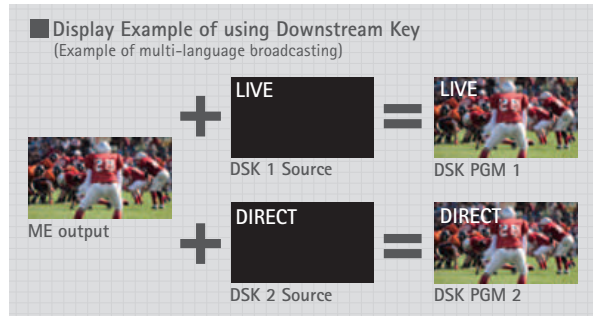 Display Example of using Downstream Key
(Example of multi-language broadcasting)
LIVE
LIVE
DSK 1 Source
DSK PGM 1
ME output
DIRECT
DIRECT
DSK 2 Source
DSK PGM 2